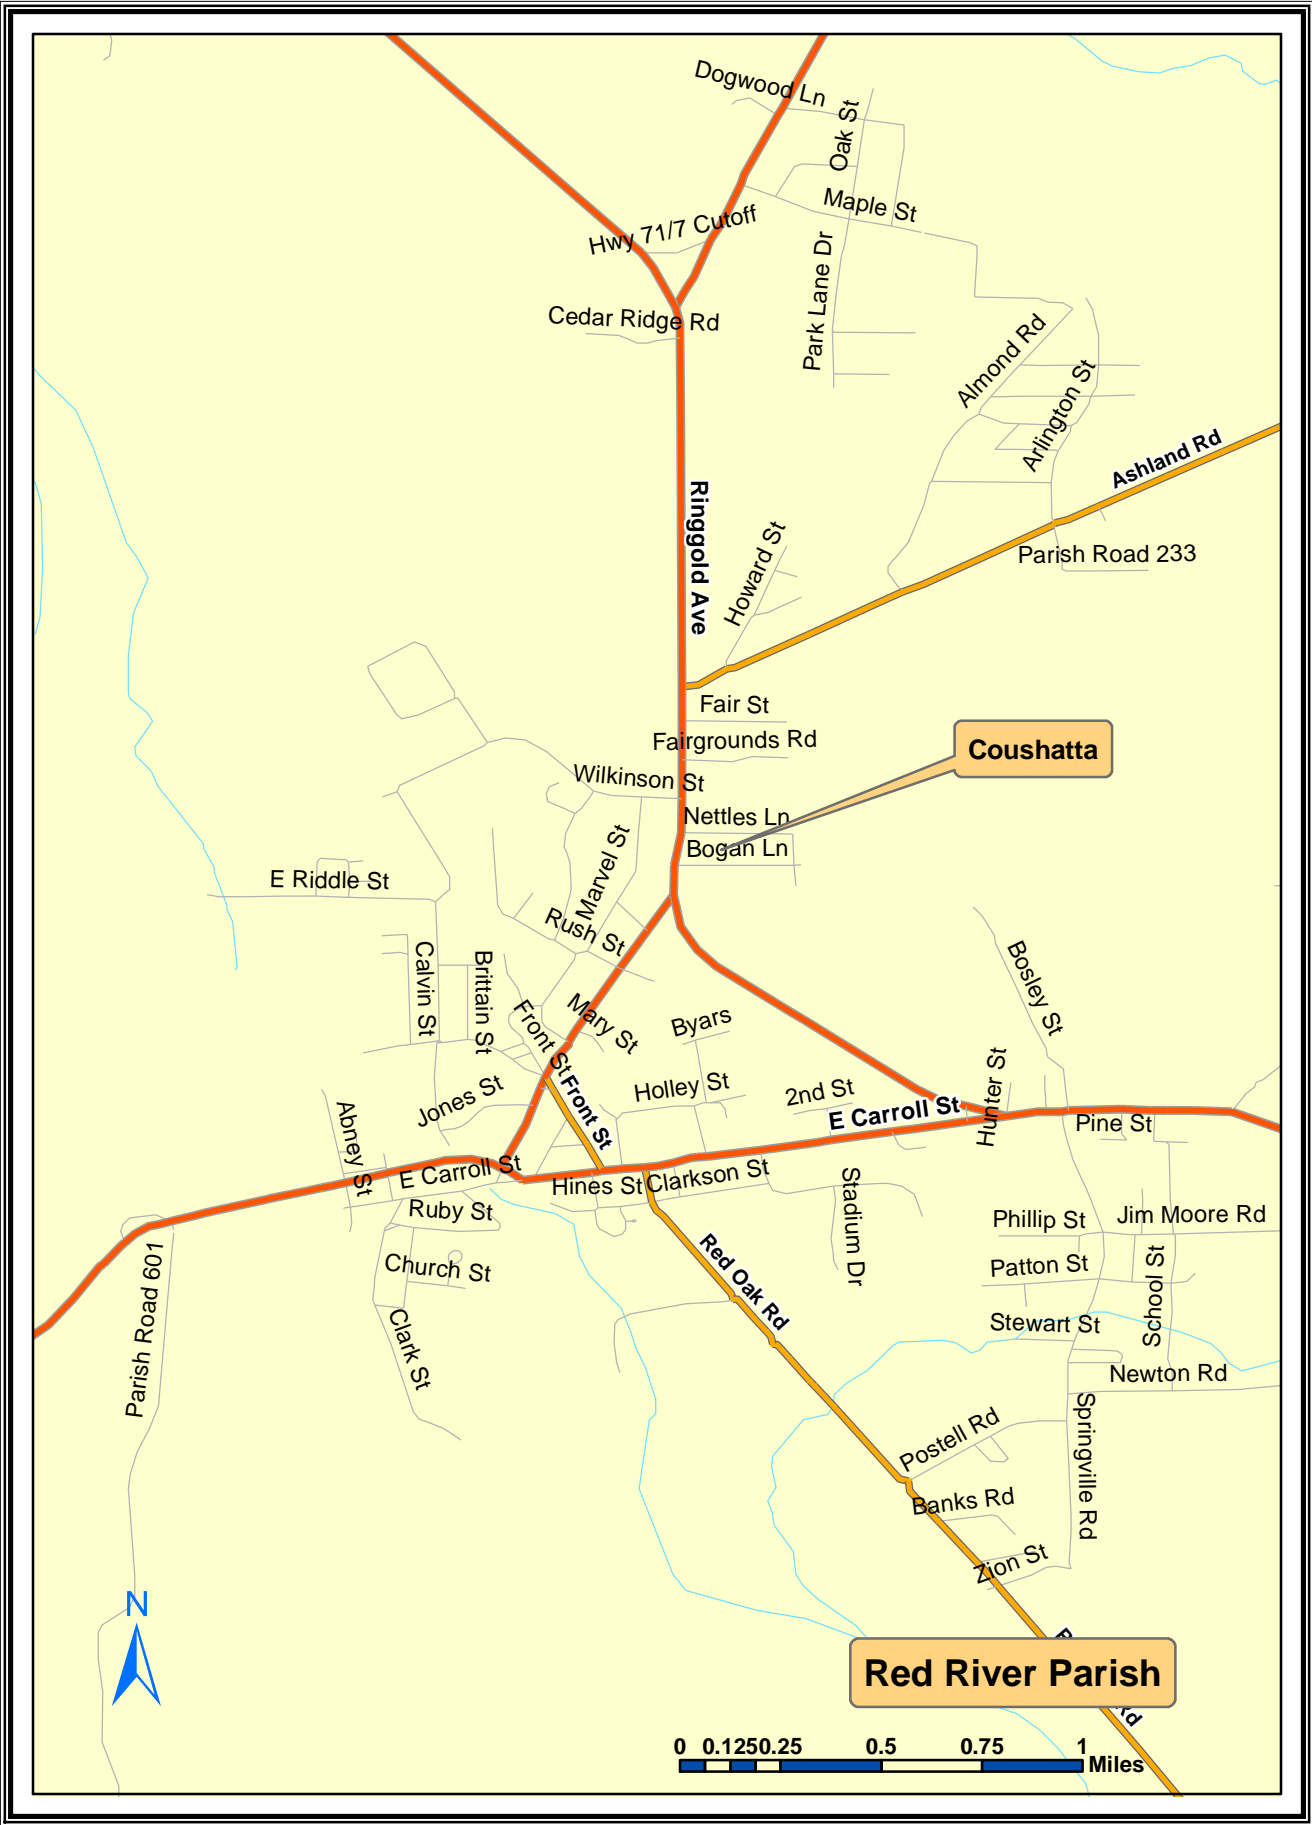 Dogwood Ln
Oak St
Maple St
Hwy 71/7 Cutoff
Park Lane Dr
Cedar Ridge Rd
Almond Rd
Arlington St
Ashland Rd
Ringgold Ave
Howard St
Parish Road 233
Fair St
Fairgrounds Rd
Coushatta
Wilkinson St
Nettles Ln
Bogan Ln
Marvel St
E Riddle St
Rush St
Calvin St
Brittain St
Bosley St
Front St
Mary St
Byars
Holley St
2nd St
Hunter St
Jones St
Front St
E Carroll St
Pine St
Abney St
E Carroll St
Hines St
Clarkson St
Stadium Dr
Ruby St
Phillip St
Jim Moore Rd
Red Oak Rd
Church St
Patton St
School St
Parish Road 601
Clark St
Stewart St
Newton Rd
Postell Rd
Springville Rd
Banks Rd
Zion St
N
Rd
Red River Parish
0 0.125 0.25 0.5 0.75 1
Miles